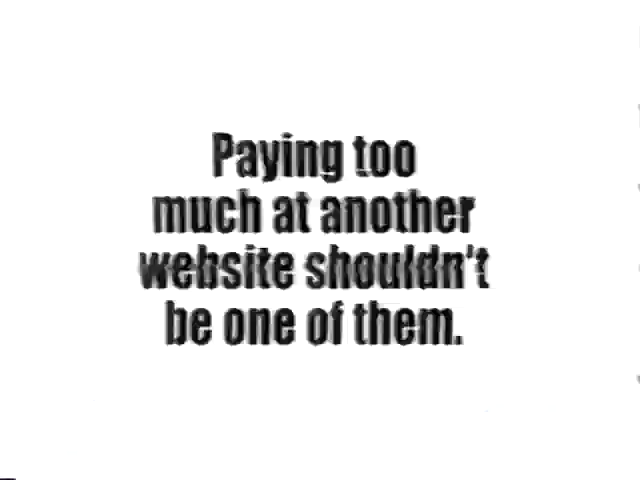 Paying too
much at another
website shouldn't
be one of them.